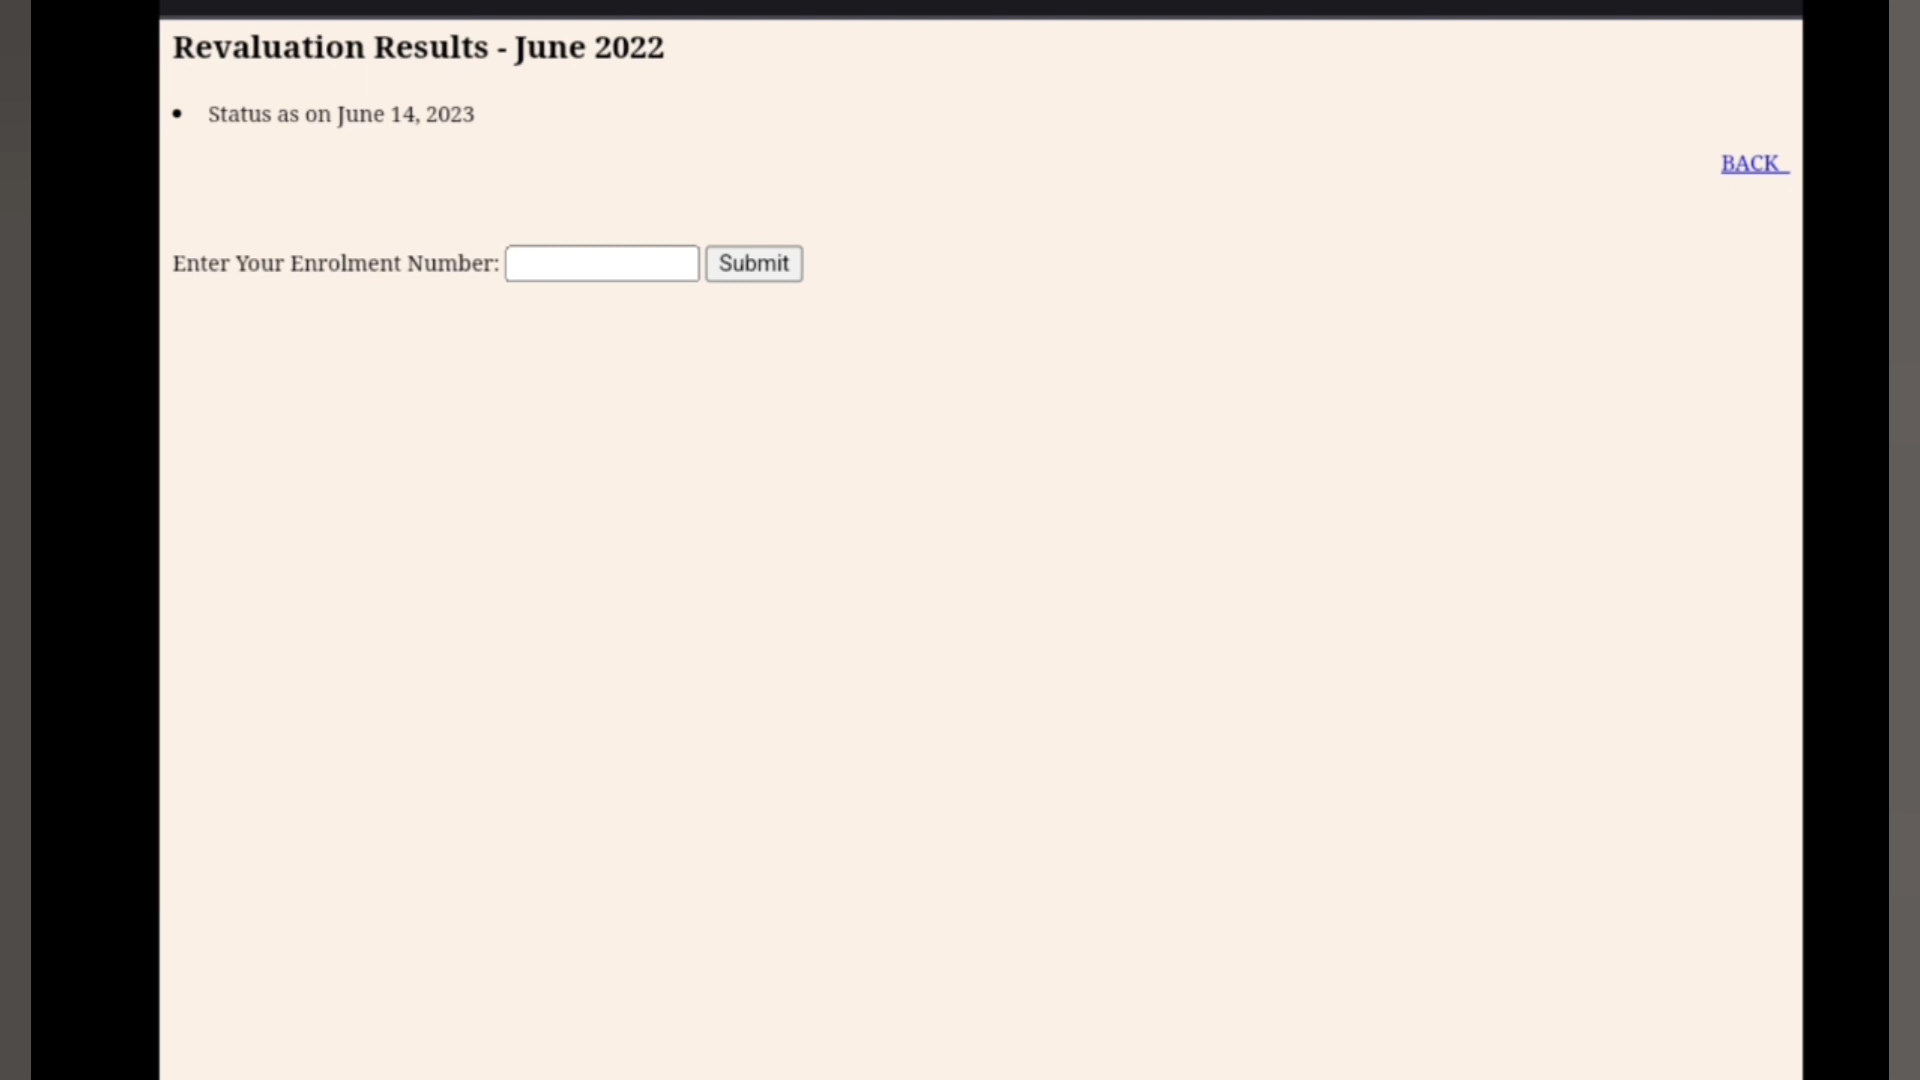 Revaluation Results - June 2022
Status as on June 14, 2023
BACK
Enter Your Enrolment Number: Submit